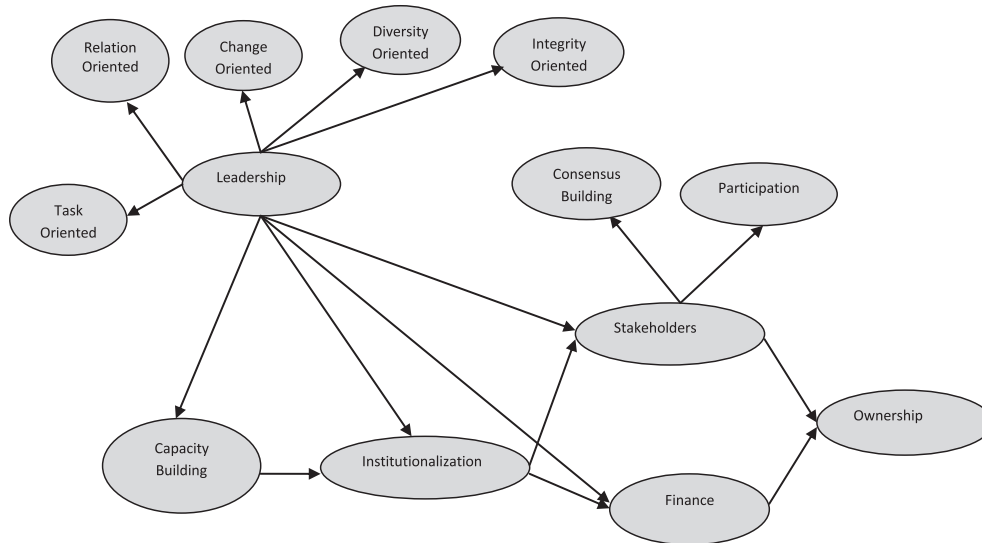 Relation
Oriented
Change
Oriented
Diversity
Oriented
Integrity
Oriented
Leadership
Task
Oriented
Consensus
Building
Participation
Stakeholders
Ownership
Capacity
Building
Institutionalization
Finance